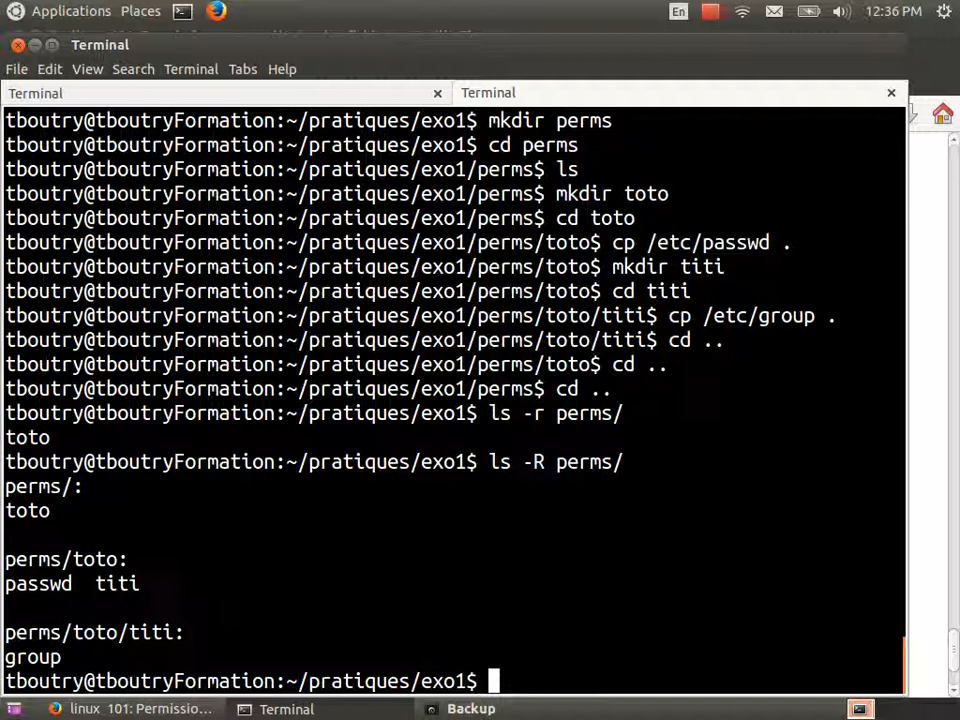 Applications Places En 12:36 PM
Terminal
File Edit View Search Terminal Tabs Help
Terminal Terminal
tboutry@tboutryFormation:~/pratiques/exo1$ mkdir perms
tboutry@tboutryFormation:~/pratiques/exo1$ cd perms
tboutry@tboutryFormation:~/pratiques/exo1/perms$ ls
tboutry@tboutryFormation:~/pratiques/exo1/perms$ mkdir toto
tboutry@tboutryFormation:~/pratiques/exo1/perms$ cd toto
tboutry@tboutryFormation:~/pratiques/exo1/perms/toto$ cp /etc/passwd .
tboutry@tboutryFormation:~/pratiques/exo1/perms/toto$ mkdir titi
tboutry@tboutryFormation:~/pratiques/exo1/perms/toto$ cd titi
tboutry@tboutryFormation:~/pratiques/exo1/perms/toto/titi$ cp /etc/group .
tboutry@tboutryFormation:~/pratiques/exo1/perms/toto/titi$ cd ..
tboutry@tboutryFormation:~/pratiques/exo1/perms/toto$ cd ..
tboutry@tboutryFormation:~/pratiques/exo1/perms$ cd ..
tboutry@tboutryFormation:~/pratiques/exo1$ ls -r perms/
toto
tboutry@tboutryFormation:~/pratiques/exo1$ ls -R perms/
perms/:
toto
perms/toto:
passwd titi
perms/toto/titi:
group
tboutry@tboutryFormation:~/pratiques/exo1$
linux_101: Permissio... Terminal Backup